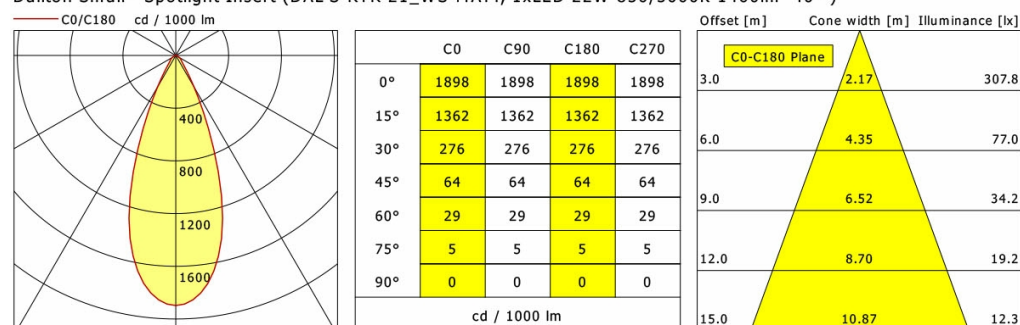 C0/C180 cd / 1000 lm
400
800
1200
1600
C0 C90 C180 C270
0° 1898 1898 1898 1898
15° 1362 1362 1362 1362
30° 276 276 276 276
45° 64 64 64 64
60° 29 29 29 29
75° 5 5 5 5
90° 0 0 0 0
cd / 1000 lm
Offset [m] Cone width [m] Illuminance [lx]
C0-C180 Plane
3.0 2.17 307.8
6.0 4.35 77.0
9.0 6.52 34.2
12.0 8.70 19.2
15.0 10.87 12.3